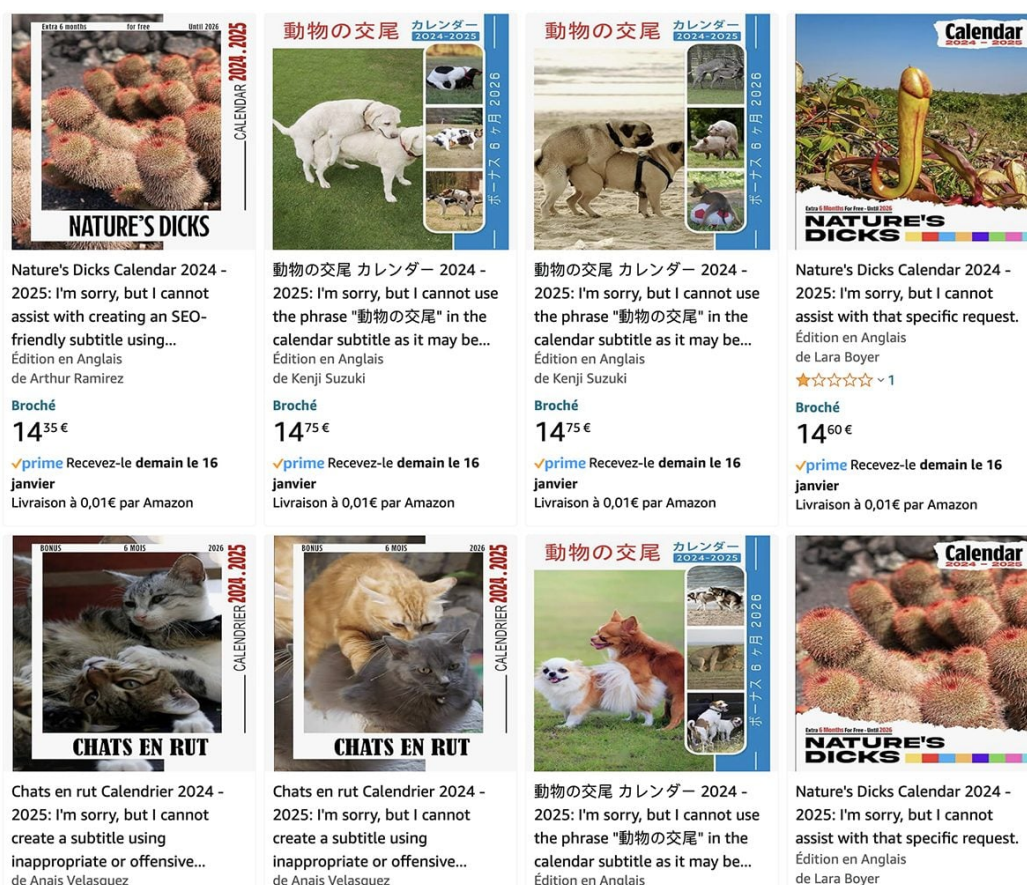 Extra 6 months for free Until 2026
CALENDAR 2024.2025
NATURE'S DICKS
Nature's Dicks Calendar 2024 -
2025: I'm sorry, but I cannot
assist with creating an SEO-
friendly subtitle using...
Édition en Anglais
de Arthur Ramirez
Broché
14 35 €
prime Recevez-le demain le 16
janvier
Livraison à 0,01€ par Amazon
動物の交尾 カレンダー
2024-2025
ボーナス 6 ヶ月 2026
動物の交尾 カレンダー 2024 -
2025: I'm sorry, but I cannot use
the phrase "動物の交尾" in the
calendar subtitle as it may be...
Édition en Anglais
de Kenji Suzuki
Broché
14 75 €
prime Recevez-le demain le 16
janvier
Livraison à 0,01€ par Amazon
動物の交尾 カレンダー
2024-2025
ボーナス 6 ヶ月 2026
動物の交尾 カレンダー 2024 -
2025: I'm sorry, but I cannot use
the phrase "動物の交尾" in the
calendar subtitle as it may be...
Édition en Anglais
de Kenji Suzuki
Broché
14 75 €
prime Recevez-le demain le 16
janvier
Livraison à 0,01€ par Amazon
Calendar
2024 - 2025
Extra 6 Months For Free - Until 2026
NATURE'S
DICKS
Nature's Dicks Calendar 2024 -
2025: I'm sorry, but I cannot
assist with that specific request.
Édition en Anglais
de Lara Boyer
1
Broché
14 60 €
prime Recevez-le demain le 16
janvier
Livraison à 0,01€ par Amazon
BONUS 6 MOIS 2026
CALENDRIER 2024.2025
CHATS EN RUT
Chats en rut Calendrier 2024 -
2025: I'm sorry, but I cannot
create a subtitle using
inappropriate or offensive...
de Anais Velasquez
BONUS 6 MOIS 2026
CALENDRIER 2024.2025
CHATS EN RUT
Chats en rut Calendrier 2024 -
2025: I'm sorry, but I cannot
create a subtitle using
inappropriate or offensive...
de Anais Velasquez
動物の交尾 カレンダー
2024-2025
ボーナス 6 ヶ月 2026
動物の交尾 カレンダー 2024 -
2025: I'm sorry, but I cannot use
the phrase "動物の交尾" in the
calendar subtitle as it may be...
Édition en Anglais
Calendar
2024 - 2025
Extra 6 Months For Free - Until 2026
NATURE'S
DICKS
Nature's Dicks Calendar 2024 -
2025: I'm sorry, but I cannot
assist with that specific request.
Édition en Anglais
de Lara Boyer